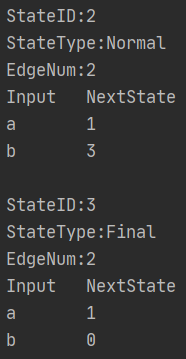 StateID:2
StateType:Normal
EdgeNum:2
Input NextState
a 1
b 3
StateID:3
StateType:Final
EdgeNum:2
Input NextState
a 1
b 0